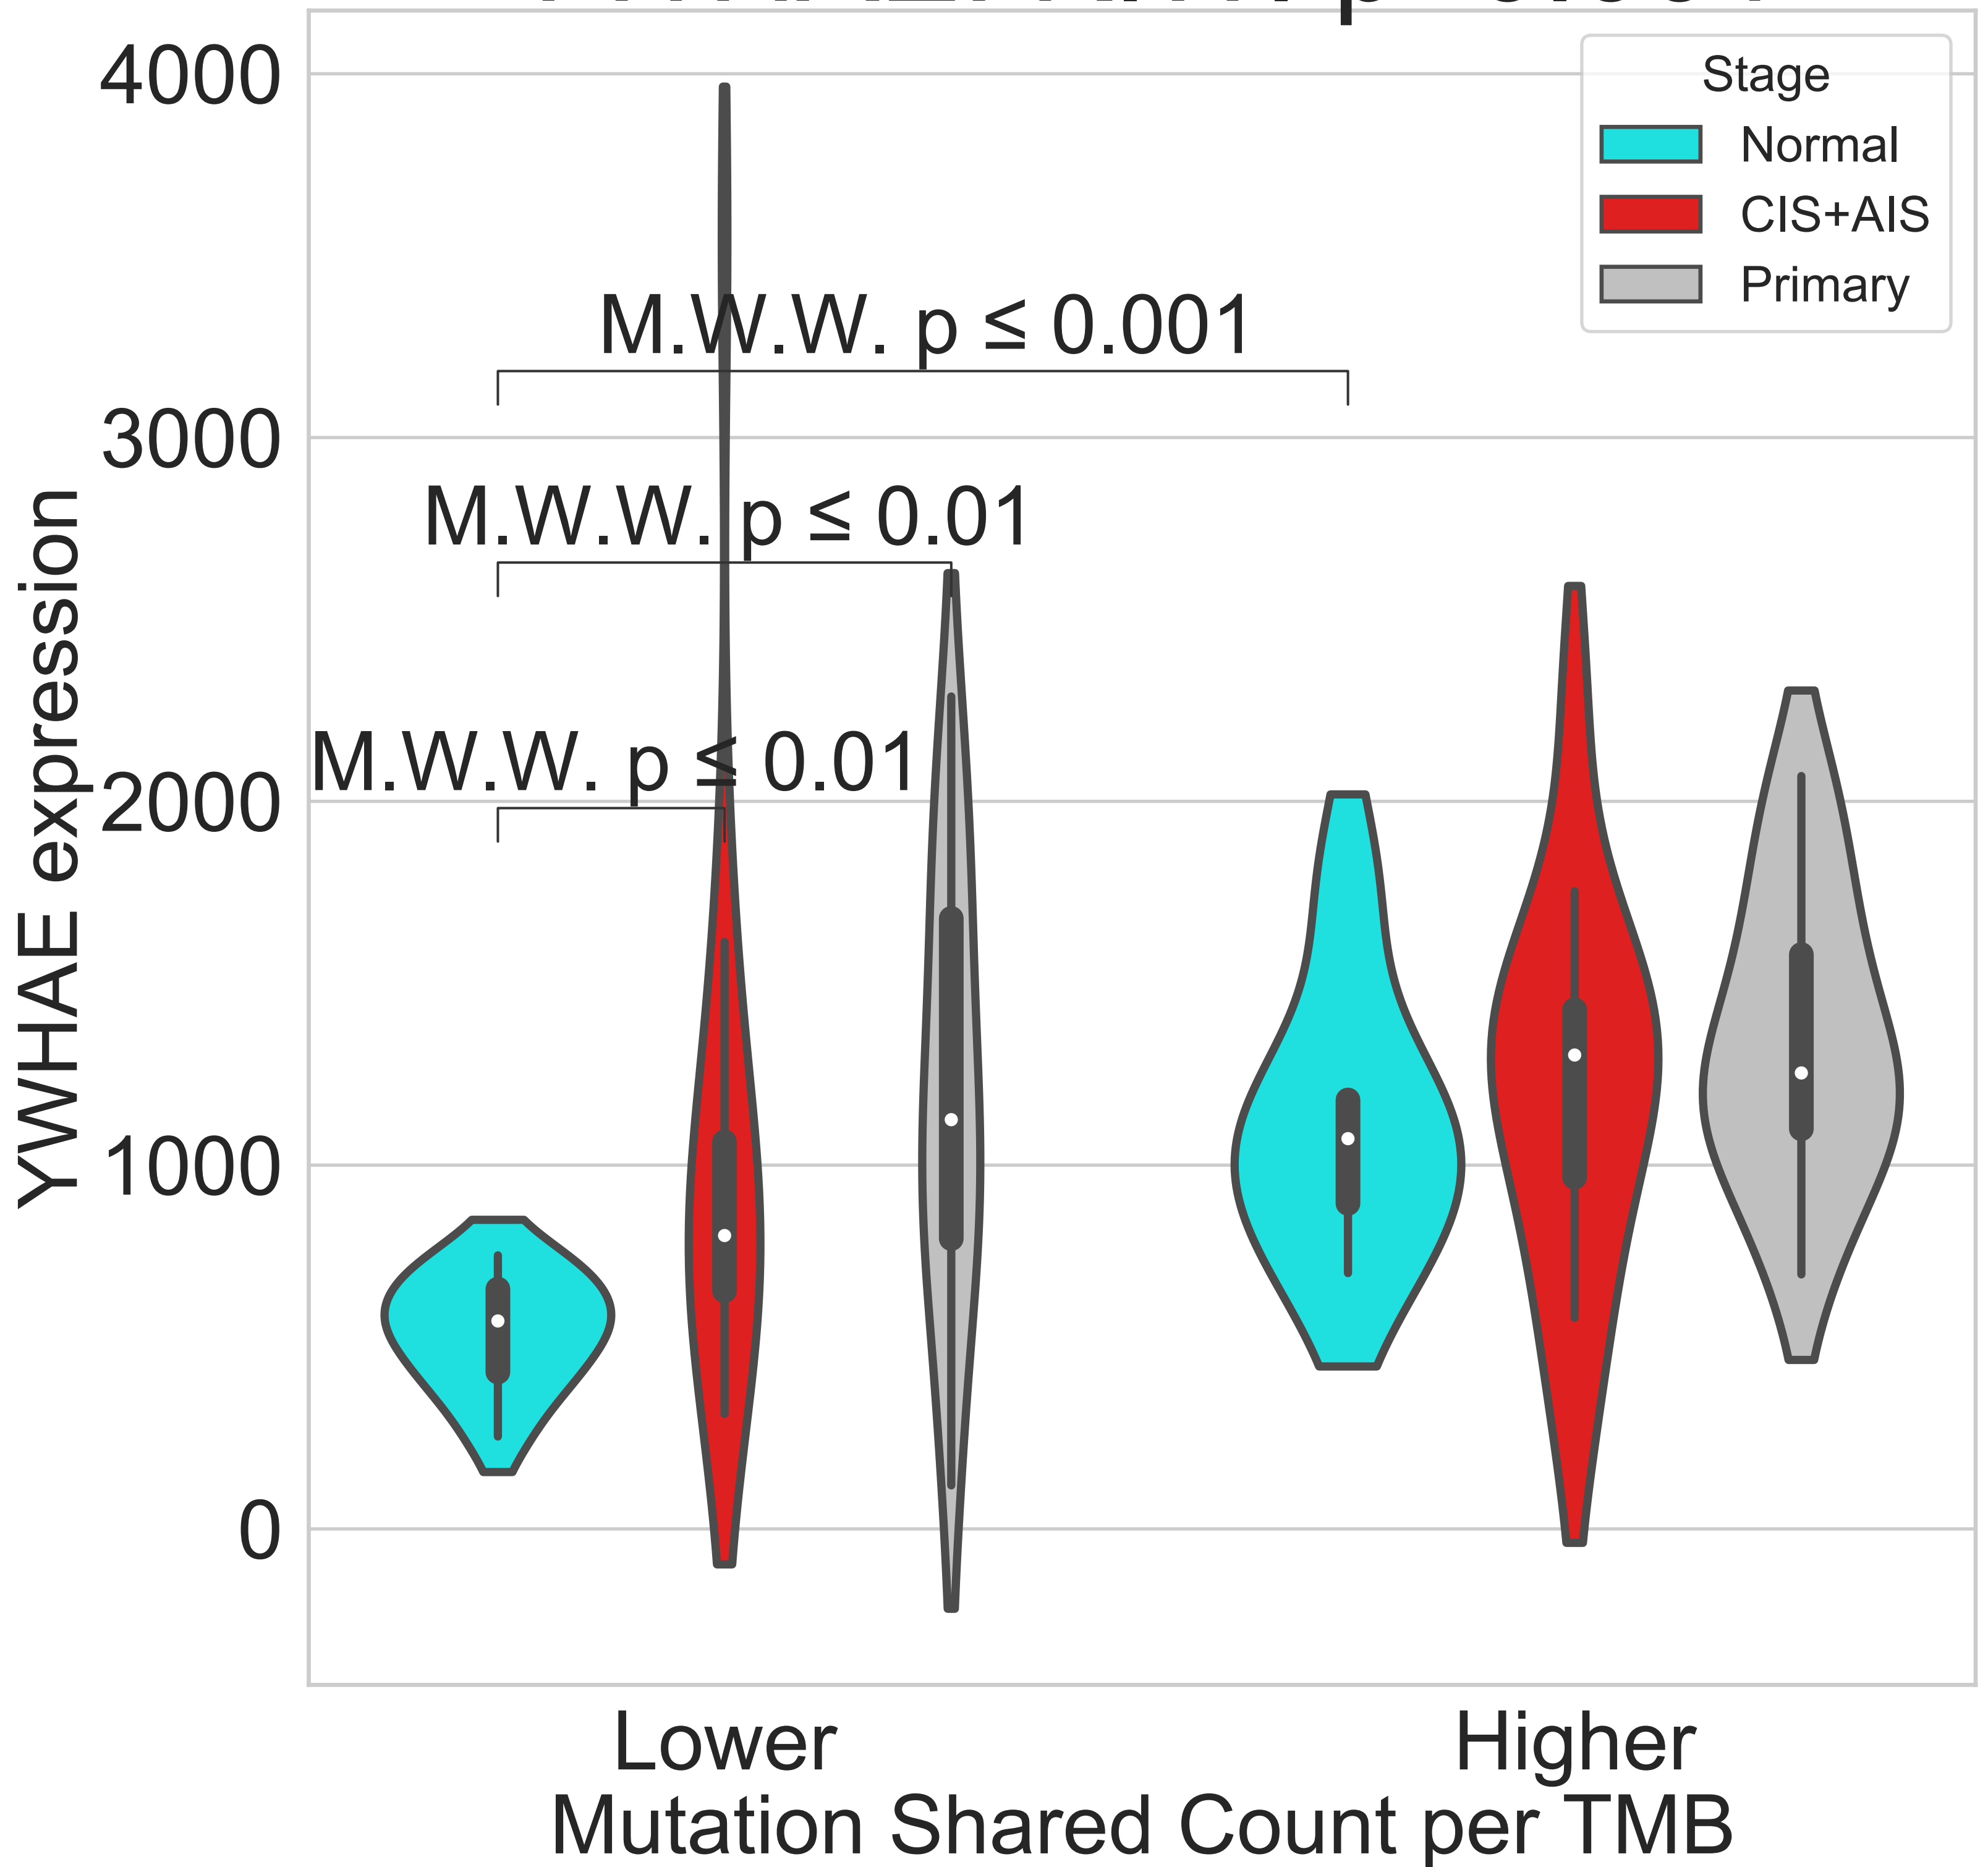 4000
3000
2000
1000
0
YWHAE expression
Stage
Normal
CIS+AIS
Primary
M.W.W. p ≤ 0.001
M.W.W. p ≤ 0.01
M.W.W. p ≤ 0.01
Lower
Higher
Mutation Shared Count per TMB